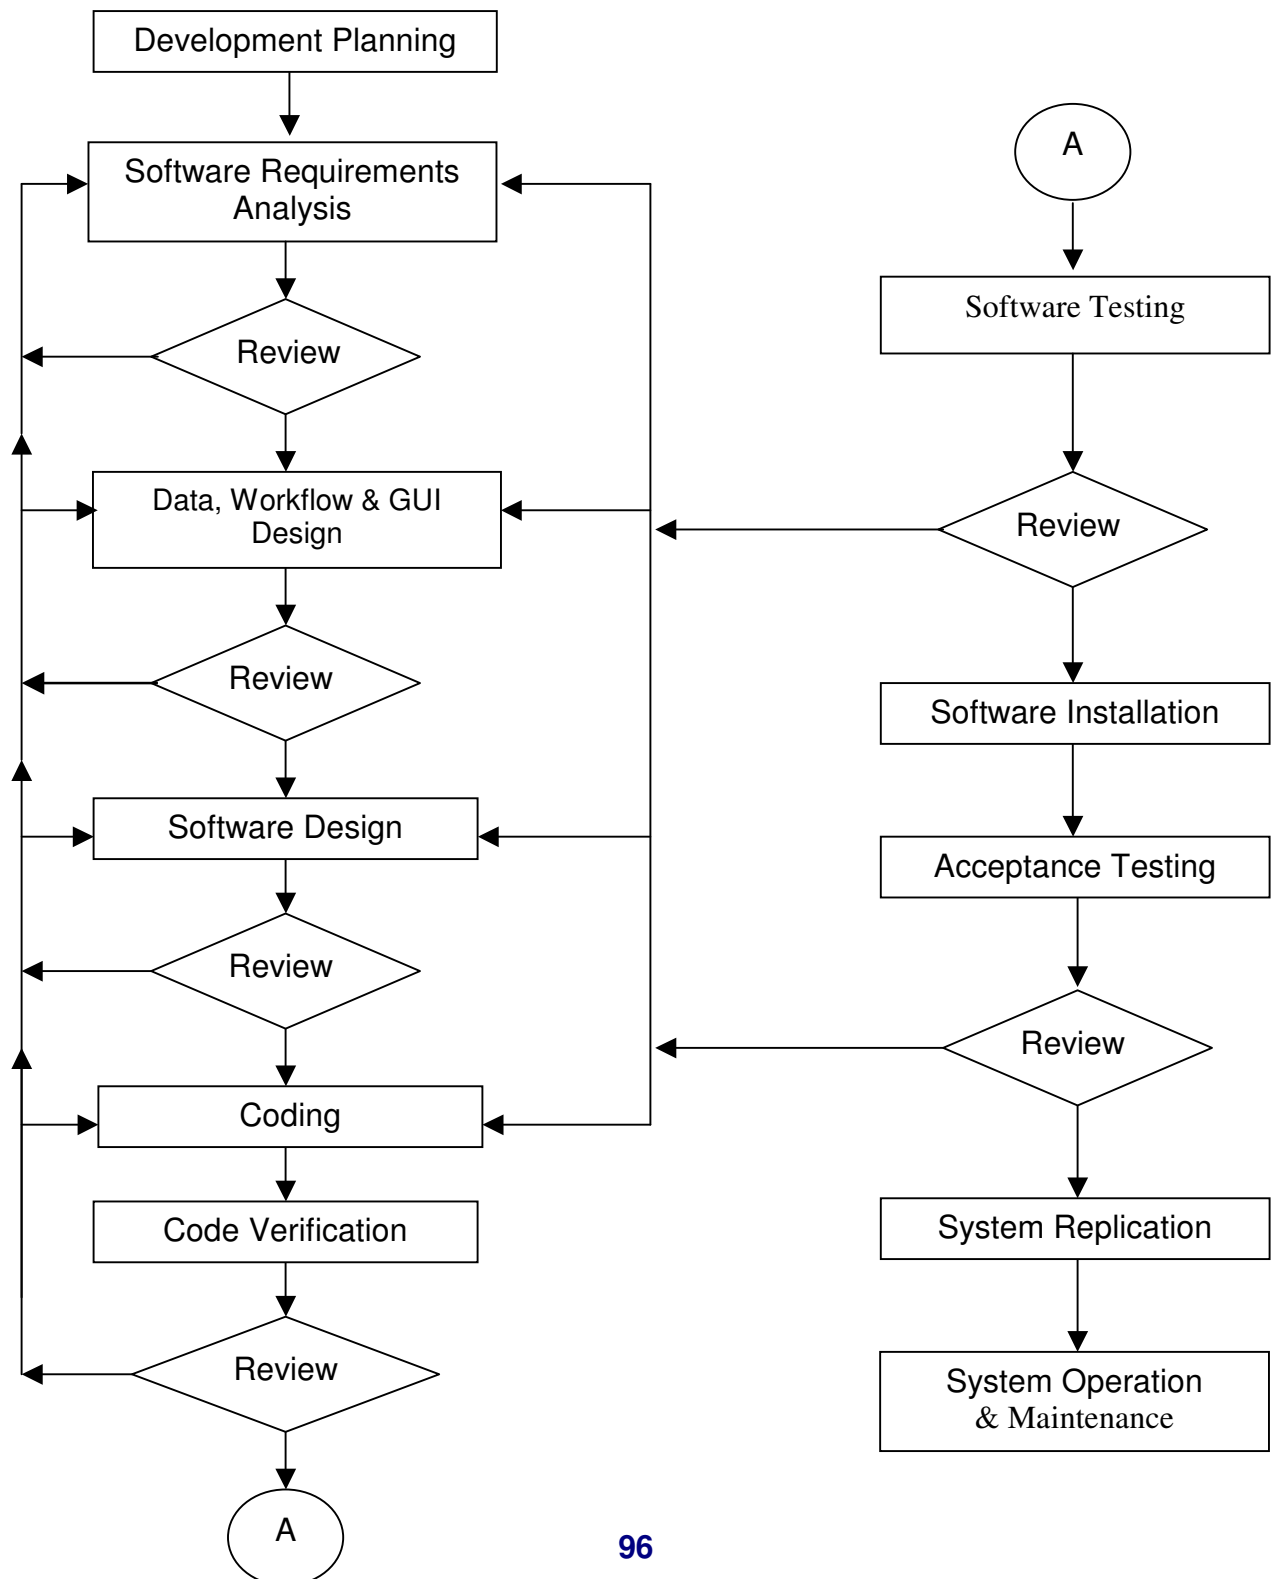 Development Planning
Software Requirements
Analysis
Review
Data, Workflow & GUI
Design
Review
Software Design
Review
Coding
Code Verification
Review
A
A
Software Testing
Review
Software Installation
Acceptance Testing
Review
System Replication
System Operation
& Maintenance
96